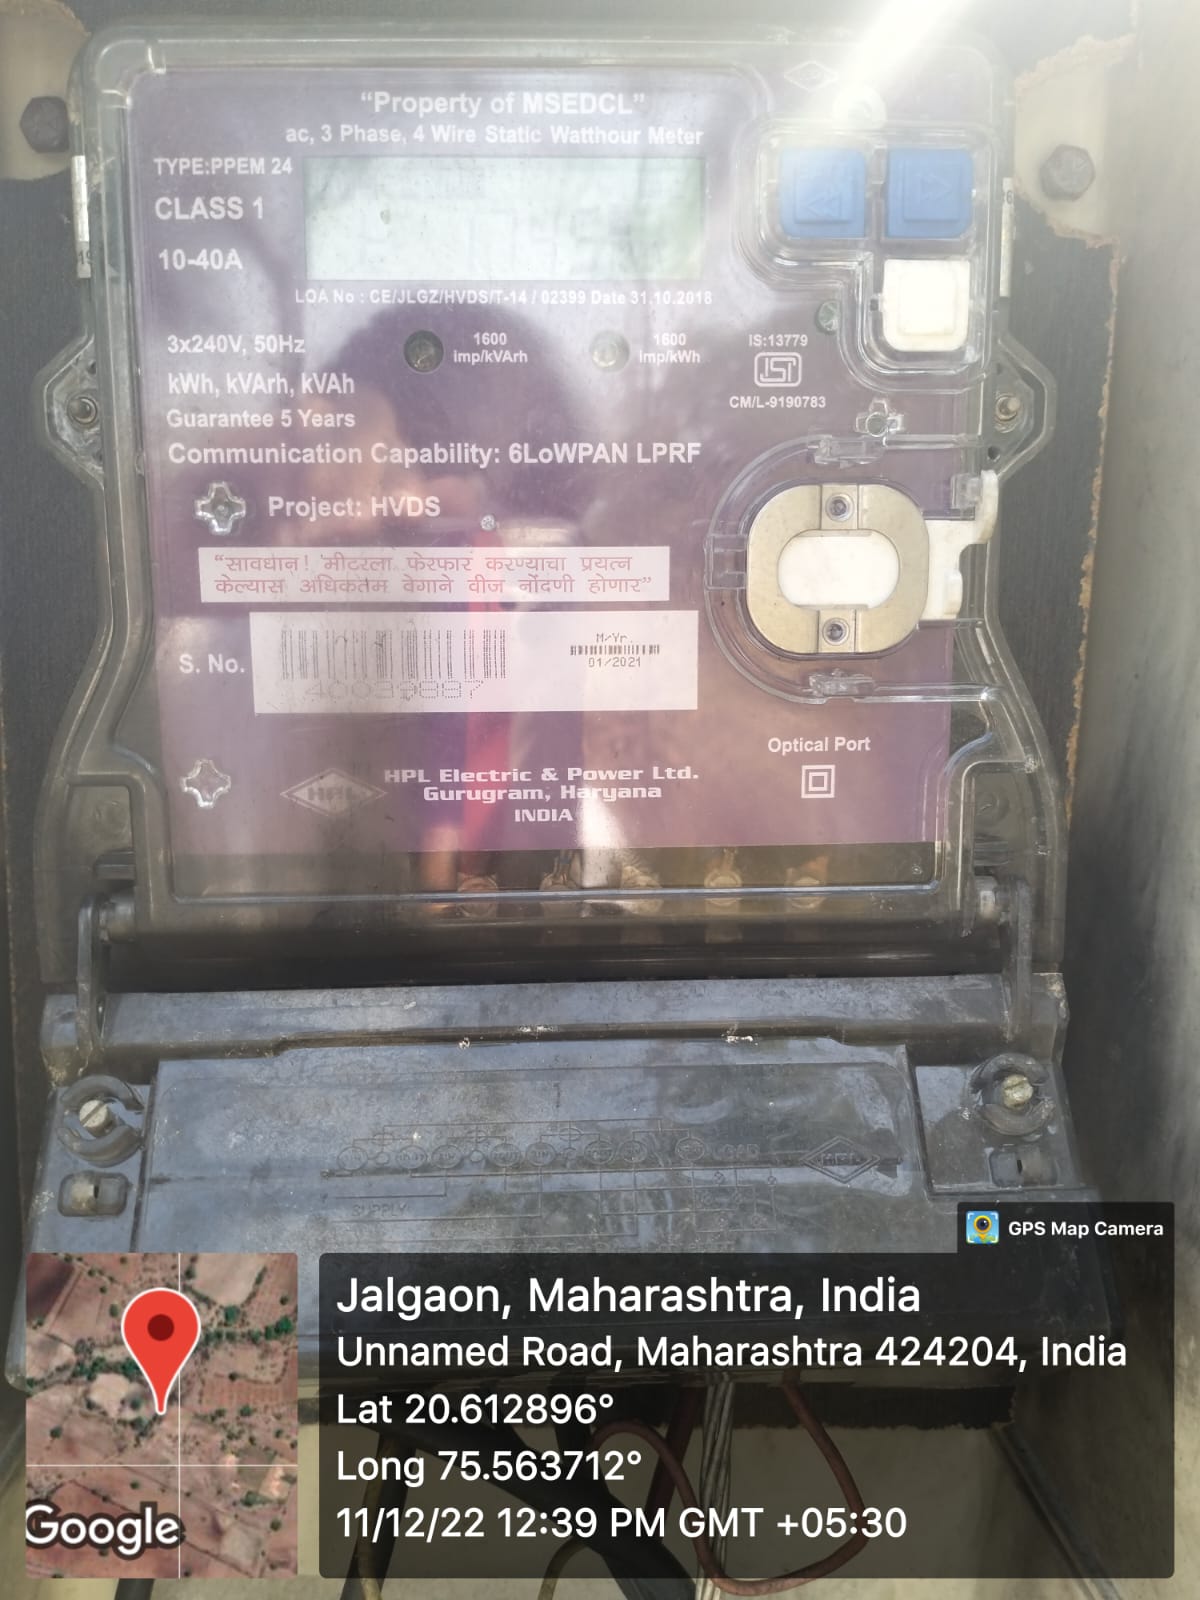 “Property of MSEDCL”
ac, 3 Phase, 4 Wire Static Watthour Meter
TYPE:PPEM 24
CLASS 1
10-40A
LOA No : CE/JLGZ/HVDS/T-14 / 02399 Date 31.10.2018
3x240V, 50Hz
1600
imp/kVArh
1600
imp/kWh
IS:13779
ISI
CM/L-9190783
kWh, kVArh, kVAh
Guarantee 5 Years
Communication Capability: 6LoWPAN LPRF
Project: HVDS
“सावधान! मीटरला फेरफार करण्याचा प्रयत्न
केल्यास अधिकतम वेगाने वीज नोंदणी होणार”
S. No.
M/Yr.
01/2021
Optical Port
HPL
HPL Electric & Power Ltd.
Gurugram, Haryana
INDIA
HPL
SUPPLY
LOAD
GPS Map Camera
Jalgaon, Maharashtra, India
Unnamed Road, Maharashtra 424204, India
Lat 20.612896°
Long 75.563712°
11/12/22 12:39 PM GMT +05:30
Google